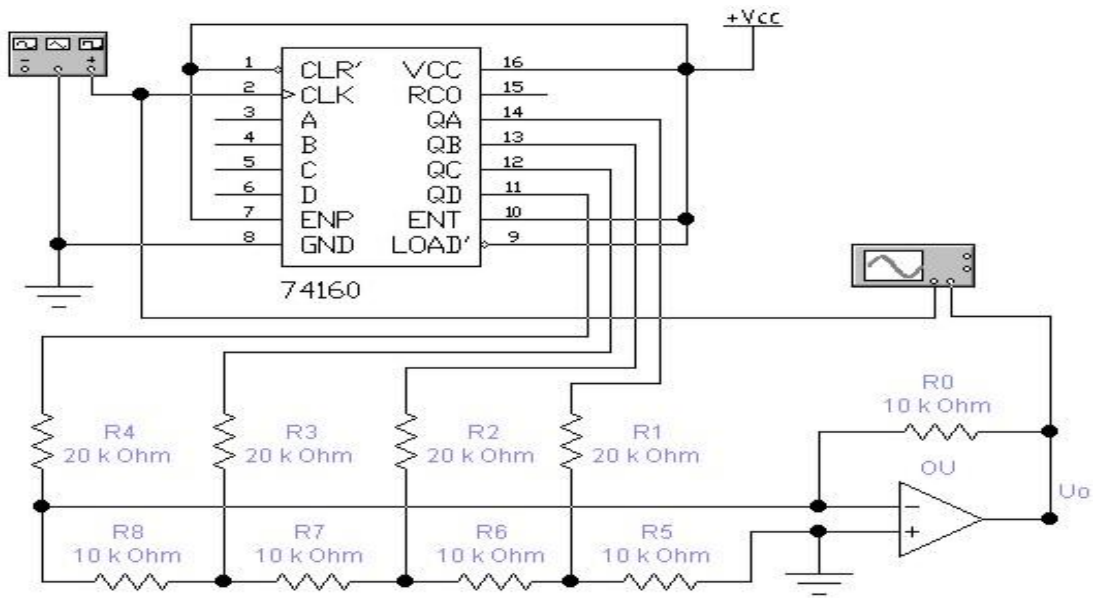 +Vcc
1 CLR' VCC 16
2 CLK RCO 15
3 A QA 14
4 B QB 13
5 C QC 12
6 D QD 11
7 ENP ENT 10
8 GND LOAD' 9
74160
R0
10 k Ohm
R4
20 k Ohm
R3
20 k Ohm
R2
20 k Ohm
R1
20 k Ohm
OU
− +
Uo
R8
10 k Ohm
R7
10 k Ohm
R6
10 k Ohm
R5
10 k Ohm
−
+